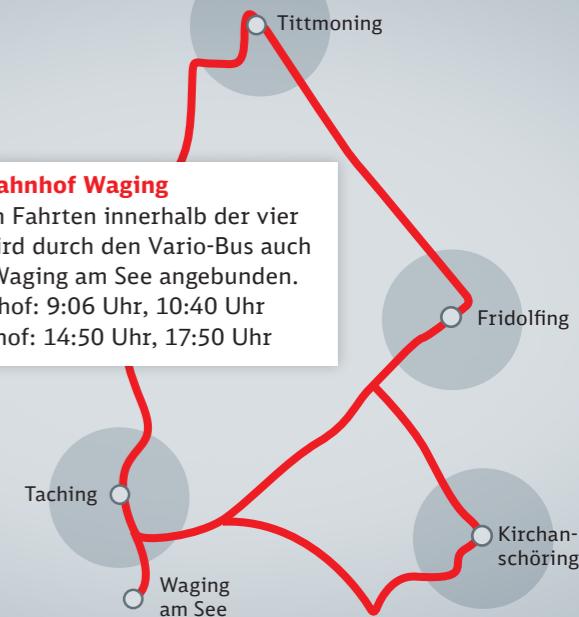 Tittmoning
ahnhof Waging
n Fahrten innerhalb der vier
ird durch den Vario-Bus auch
Waging am See angebunden.
hof: 9:06 Uhr, 10:40 Uhr
hof: 14:50 Uhr, 17:50 Uhr
Fridolfing
Taching
Kirchan-
schöring
Waging
am See